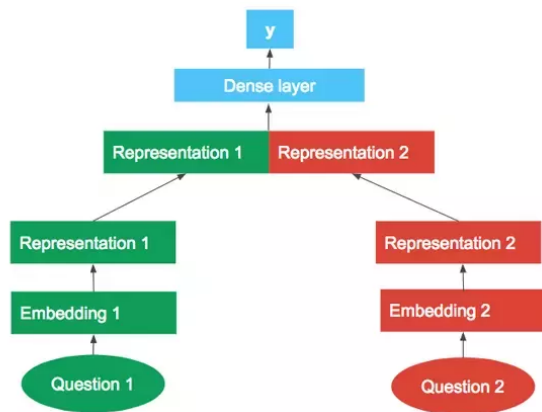 y
Dense layer
Representation 1 Representation 2
Representation 1 Representation 2
Embedding 1 Embedding 2
Question 1 Question 2